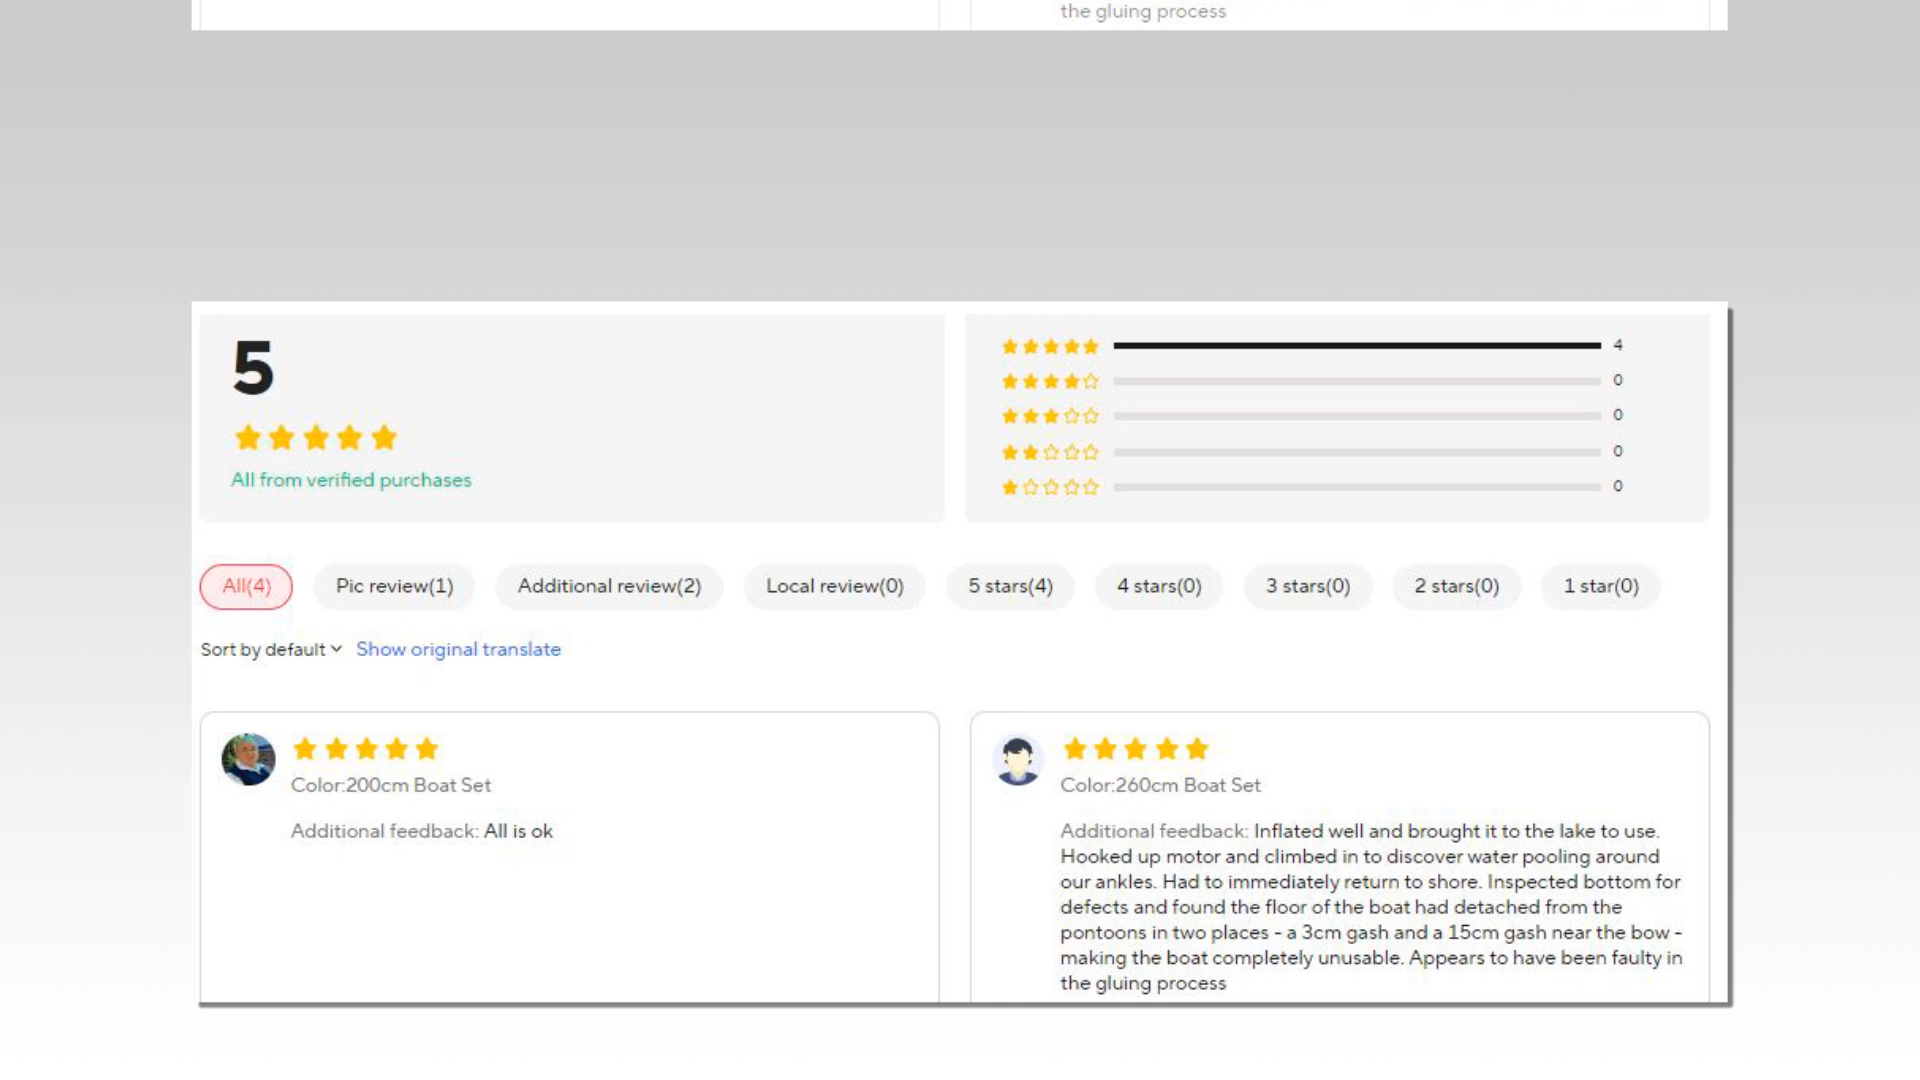 the gluing process
5
All from verified purchases
4
0
0
0
0
All(4)
Pic review(1)
Additional review(2)
Local review(0)
5 stars(4)
4 stars(0)
3 stars(0)
2 stars(0)
1 star(0)
Sort by default
Show original translate
Color:200cm Boat Set
Additional feedback: All is ok
Color:260cm Boat Set
Additional feedback: Inflated well and brought it to the lake to use.
Hooked up motor and climbed in to discover water pooling around
our ankles. Had to immediately return to shore. Inspected bottom for
defects and found the floor of the boat had detached from the
pontoons in two places - a 3cm gash and a 15cm gash near the bow -
making the boat completely unusable. Appears to have been faulty in
the gluing process